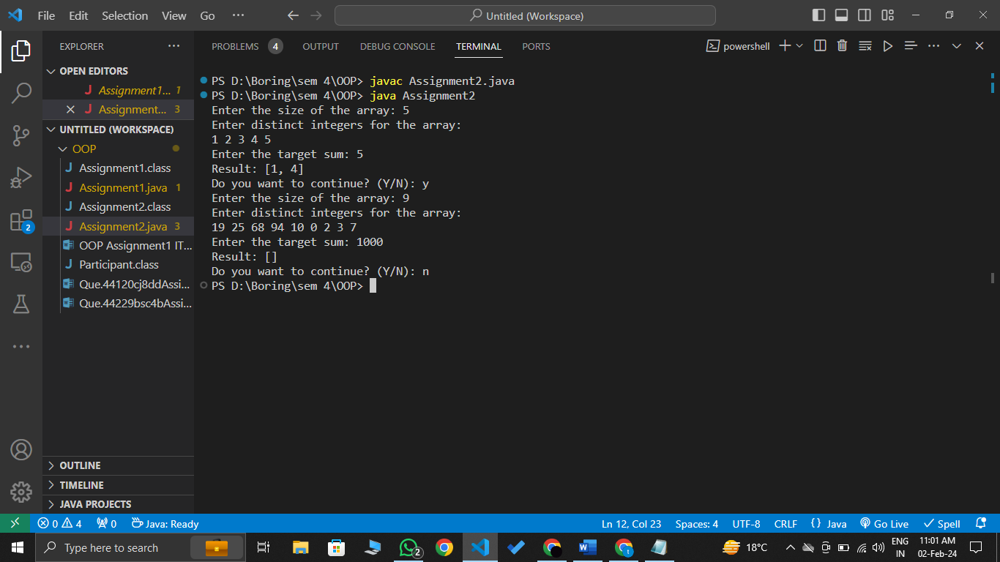 File Edit Selection View Go ··· Untitled (Workspace)
EXPLORER ···
PROBLEMS 4 OUTPUT DEBUG CONSOLE TERMINAL PORTS powershell
OPEN EDITORS
Assignment1... 1
Assignment... 3
UNTITLED (WORKSPACE)
OOP
Assignment1.class
Assignment1.java 1
Assignment2.class
Assignment2.java 3
OOP Assignment1 IT...
Participant.class
Que.44120cj8ddAssi...
Que.44229bsc4bAssi...
2
OUTLINE
TIMELINE
JAVA PROJECTS
PS D:\Boring\sem 4\OOP> javac Assignment2.java
PS D:\Boring\sem 4\OOP> java Assignment2
Enter the size of the array: 5
Enter distinct integers for the array:
1 2 3 4 5
Enter the target sum: 5
Result: [1, 4]
Do you want to continue? (Y/N): y
Enter the size of the array: 9
Enter distinct integers for the array:
19 25 68 94 10 0 2 3 7
Enter the target sum: 1000
Result: []
Do you want to continue? (Y/N): n
PS D:\Boring\sem 4\OOP>
0 4 0 Java: Ready Ln 12, Col 23 Spaces: 4 UTF-8 CRLF {} Java Go Live Spell
Type here to search 2 18°C ENG IN 11:01 AM 02-Feb-24